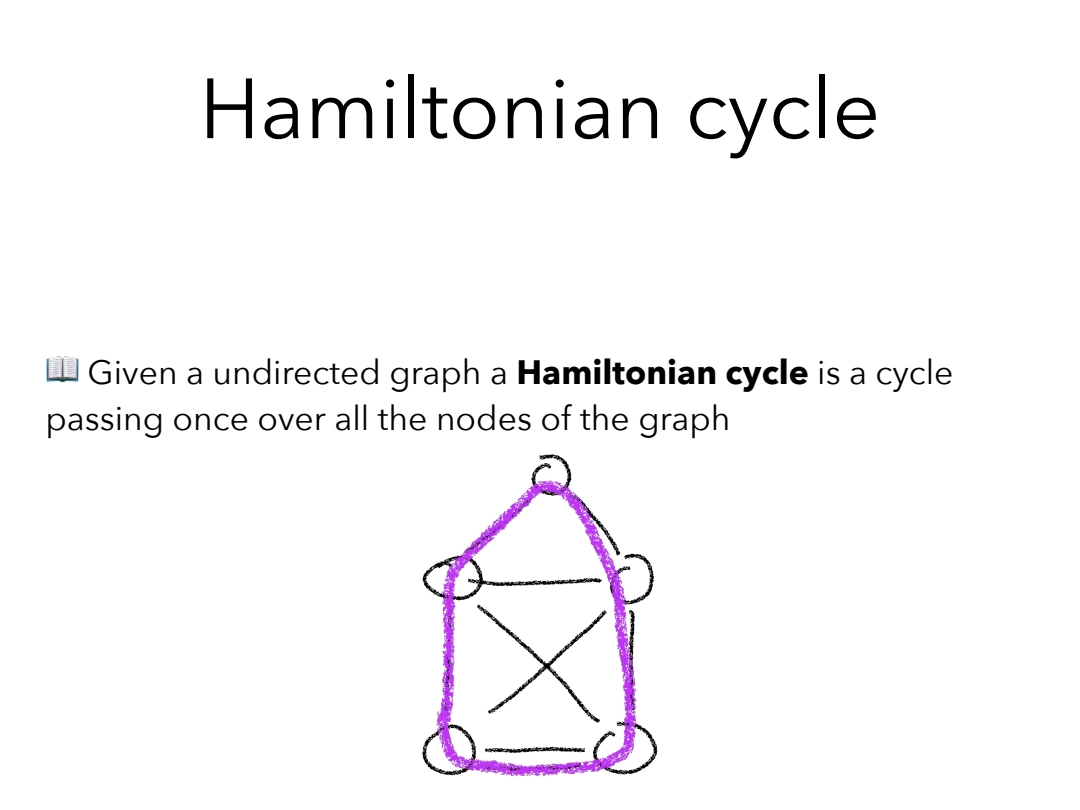 Hamiltonian cycle
📖 Given a undirected graph a Hamiltonian cycle is a cycle
passing once over all the nodes of the graph